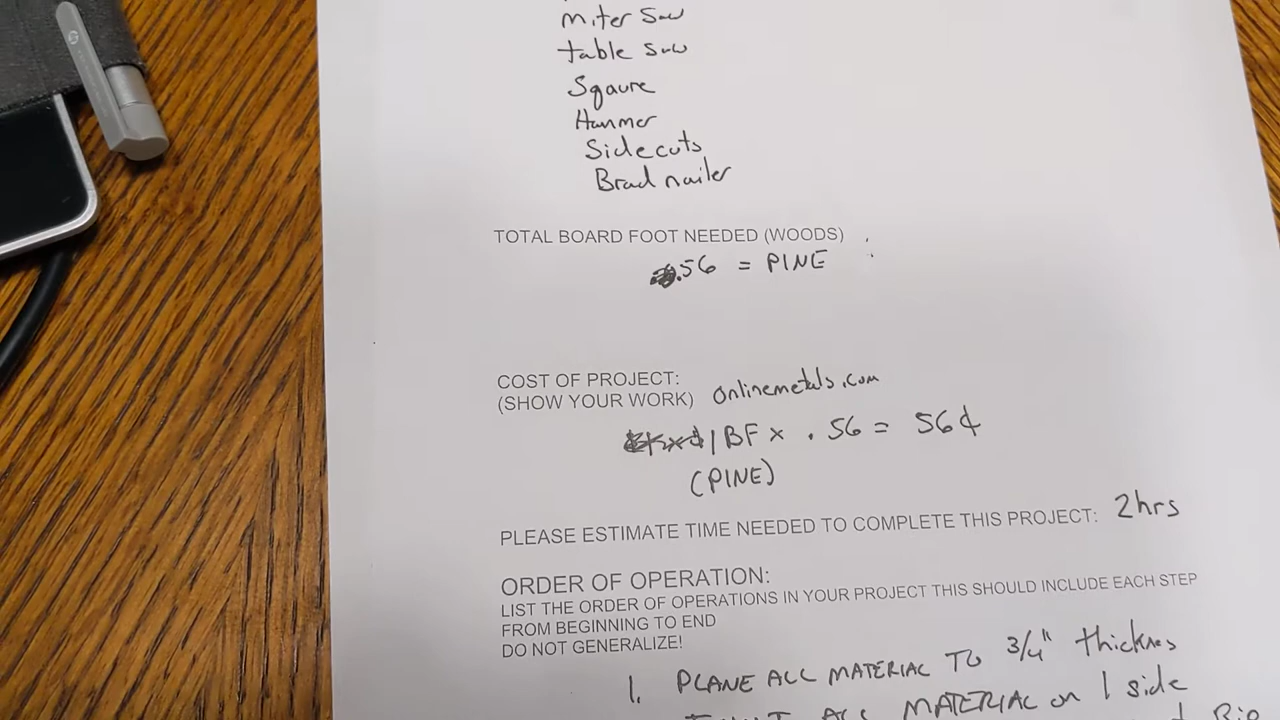 miter saw
table saw
Sqaure
Hammer
Sidecuts
Brad nailer
TOTAL BOARD FOOT NEEDED (WOODS)
.56 = PINE
COST OF PROJECT: onlinemetals.com
(SHOW YOUR WORK)
1BF x .56 = 56¢
(PINE)
PLEASE ESTIMATE TIME NEEDED TO COMPLETE THIS PROJECT: 2hrs
ORDER OF OPERATION:
LIST THE ORDER OF OPERATIONS IN YOUR PROJECT THIS SHOULD INCLUDE EACH STEP
FROM BEGINNING TO END
DO NOT GENERALIZE!
1. PLANE ALL MATERIAL TO 3/4" thicknes
ALL MATERIAL on 1 side